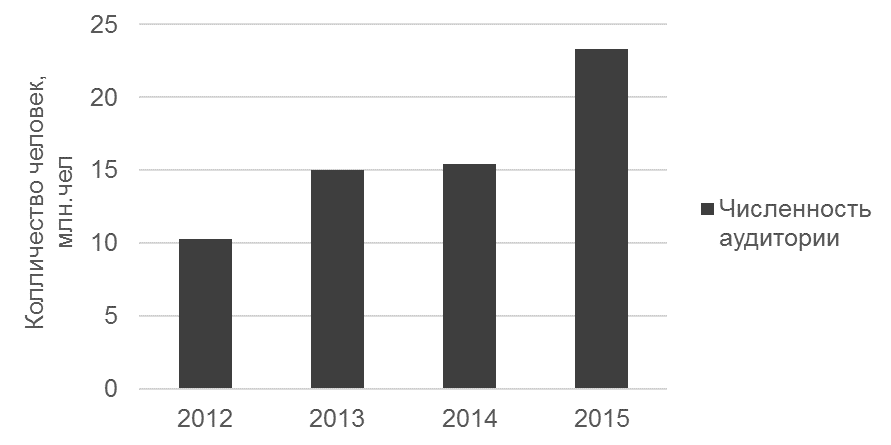 Колличество человек,
млн.чел
25
20
15
10
5
0
2012 2013 2014 2015
Численность
аудитории